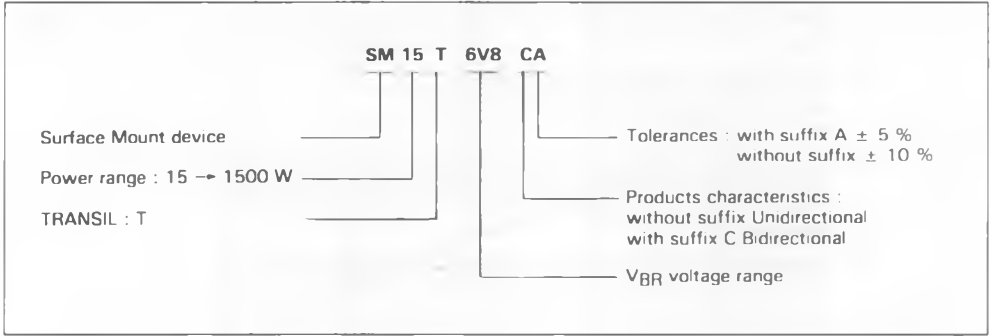 SM 15 T 6V8 CA
Surface Mount device
Power range : 15 → 1500 W
TRANSIL : T
Tolerances : with suffix A ± 5 %
without suffix ± 10 %
Products characteristics :
without suffix Unidirectional
with suffix C Bidirectional
VBR voltage range